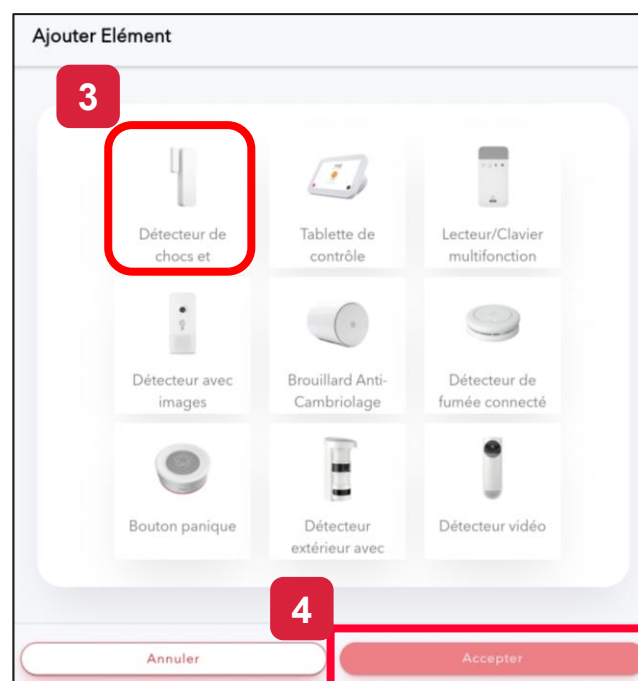 Ajouter Elément
3
Détecteur de
chocs et
Tablette de
contrôle
Lecteur/Clavier
multifonction
Détecteur avec
images
Brouillard Anti-
Cambriolage
Détecteur de
fumée connecté
Bouton panique
Détecteur
extérieur avec
Détecteur vidéo
4
Annuler
Accepter